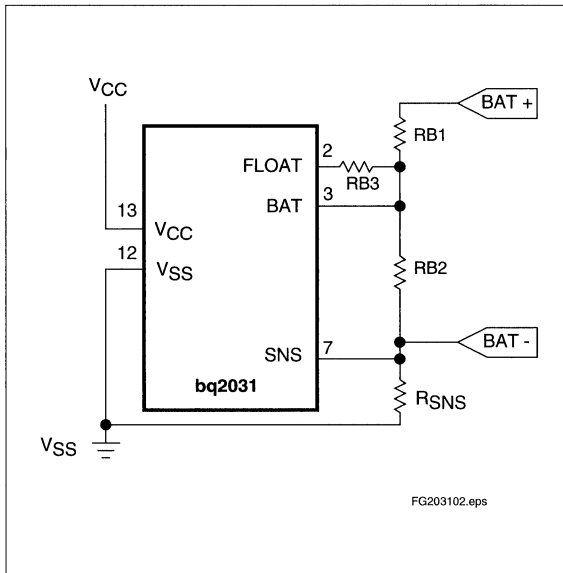 VCC
BAT +
RB1
FLOAT 2
RB3
BAT 3
13
VCC
12
VSS
RB2
SNS 7
BAT -
bq2031
RSNS
VSS
FG203102.eps